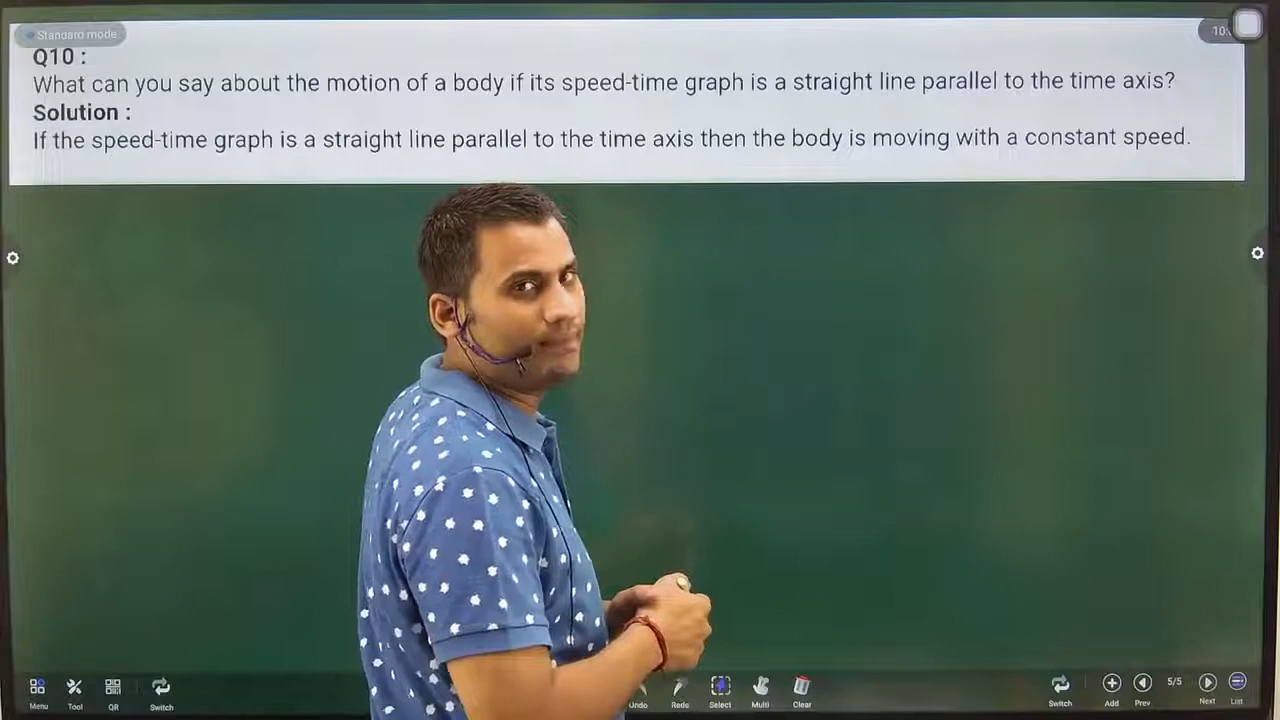 Standard mode
10:
Q10 :
What can you say about the motion of a body if its speed-time graph is a straight line parallel to the time axis?
Solution :
If the speed-time graph is a straight line parallel to the time axis then the body is moving with a constant speed.
Menu Tool QR Switch Undo Redo Select Multi Clear Switch Add Prev 5/5 Next List